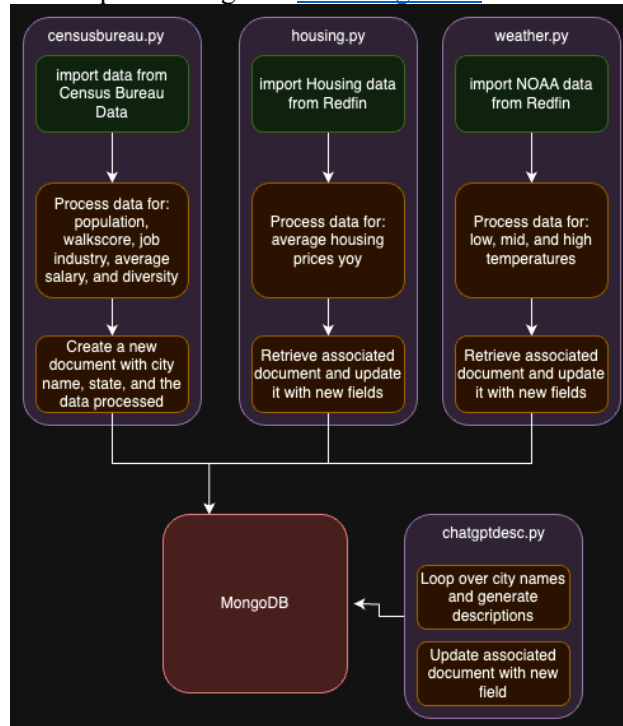 censusbureau.py
import data from
Census Bureau
Data
Process data for:
population,
walkscore, job
industry, average
salary, and diversity
Create a new
document with city
name, state, and the
data processed
housing.py
import Housing data
from Redfin
Process data for:
average housing
prices yoy
Retrieve associated
document and update
it with new fields
weather.py
import NOAA data
from Redfin
Process data for:
low, mid, and high
temperatures
Retrieve associated
document and update
it with new fields
MongoDB
chatgptdesc.py
Loop over city names
and generate
descriptions
Update associated
document with new
field